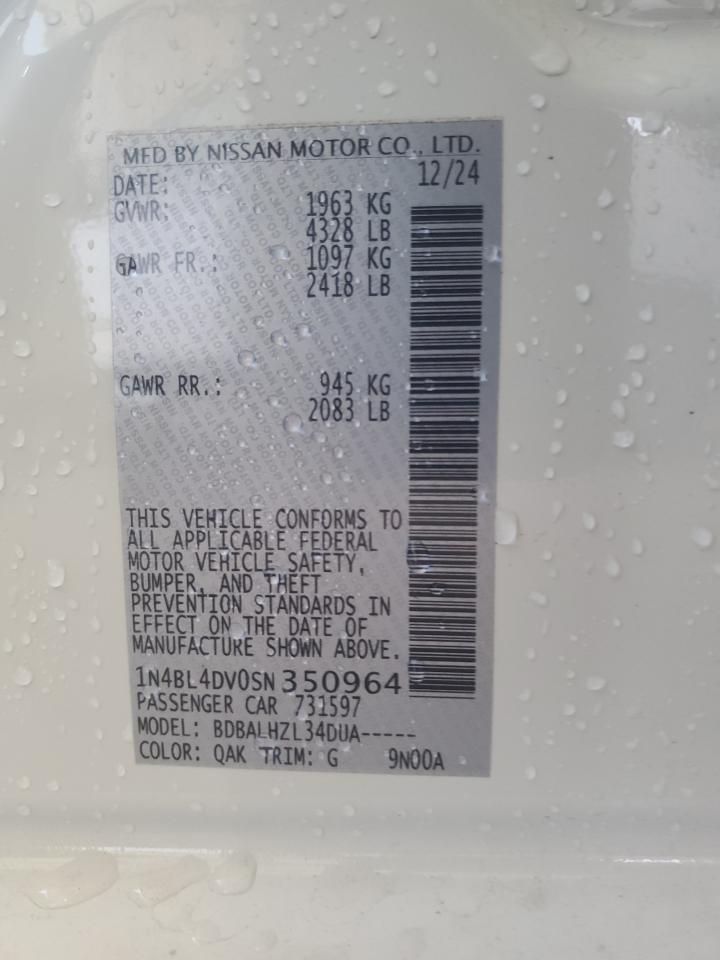 MFD BY NISSAN MOTOR CO., LTD.
DATE: 12/24
GVWR: 1963 KG
4328 LB
GAWR FR.: 1097 KG
2418 LB
GAWR RR.: 945 KG
2083 LB
THIS VEHICLE CONFORMS TO
ALL APPLICABLE FEDERAL
MOTOR VEHICLE SAFETY,
BUMPER, AND THEFT
PREVENTION STANDARDS IN
EFFECT ON THE DATE OF
MANUFACTURE SHOWN ABOVE.
1N4BL4DV0SN350964
PASSENGER CAR 731597
MODEL: BDBALHZL34DUA-----
COLOR: QAK TRIM: G 9N00A